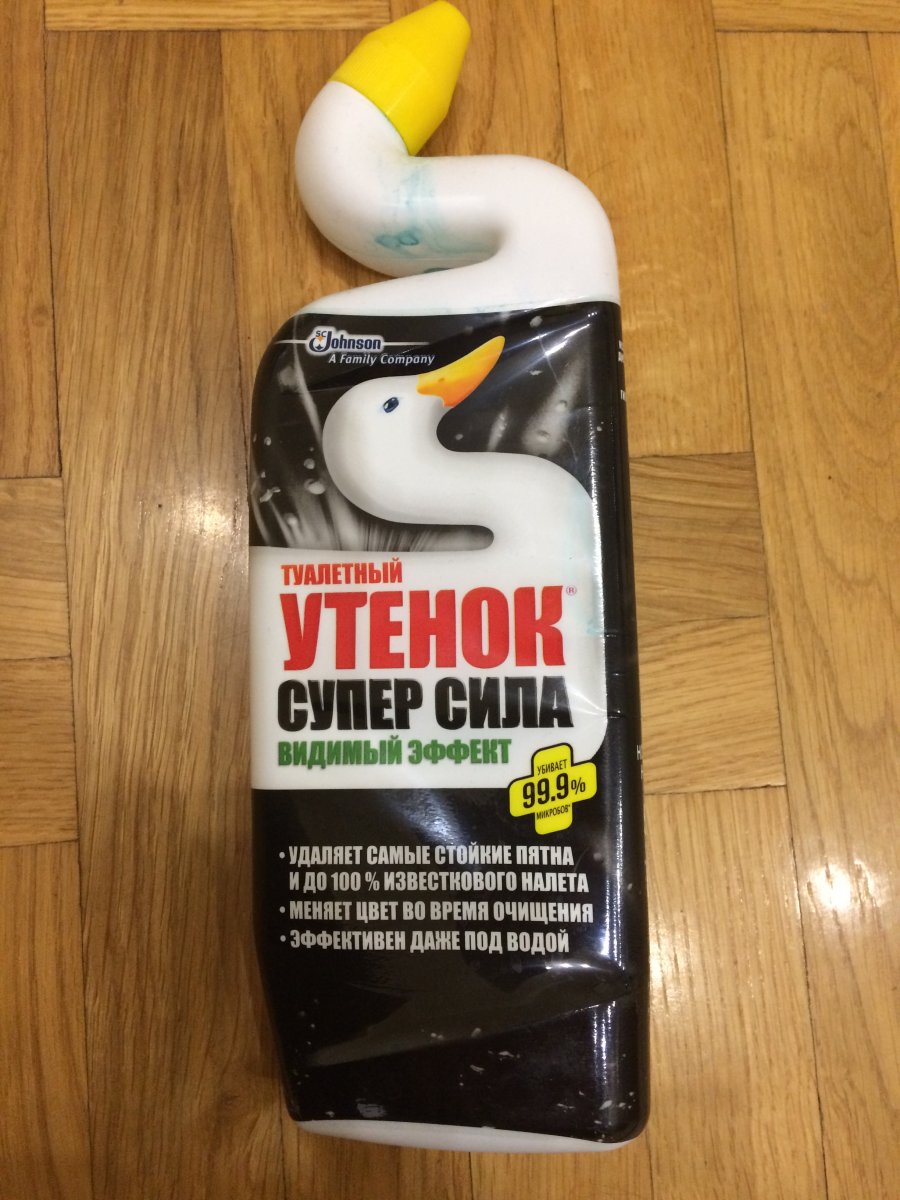 SC Johnson
A Family Company
ТУАЛЕТНЫЙ
УТЕНОК®
СУПЕР СИЛА
ВИДИМЫЙ ЭФФЕКТ
УБИВАЕТ
99.9%
МИКРОБОВ*
• УДАЛЯЕТ САМЫЕ СТОЙКИЕ ПЯТНА
И ДО 100 % ИЗВЕСТКОВОГО НАЛЕТА
• МЕНЯЕТ ЦВЕТ ВО ВРЕМЯ ОЧИЩЕНИЯ
• ЭФФЕКТИВЕН ДАЖЕ ПОД ВОДОЙ